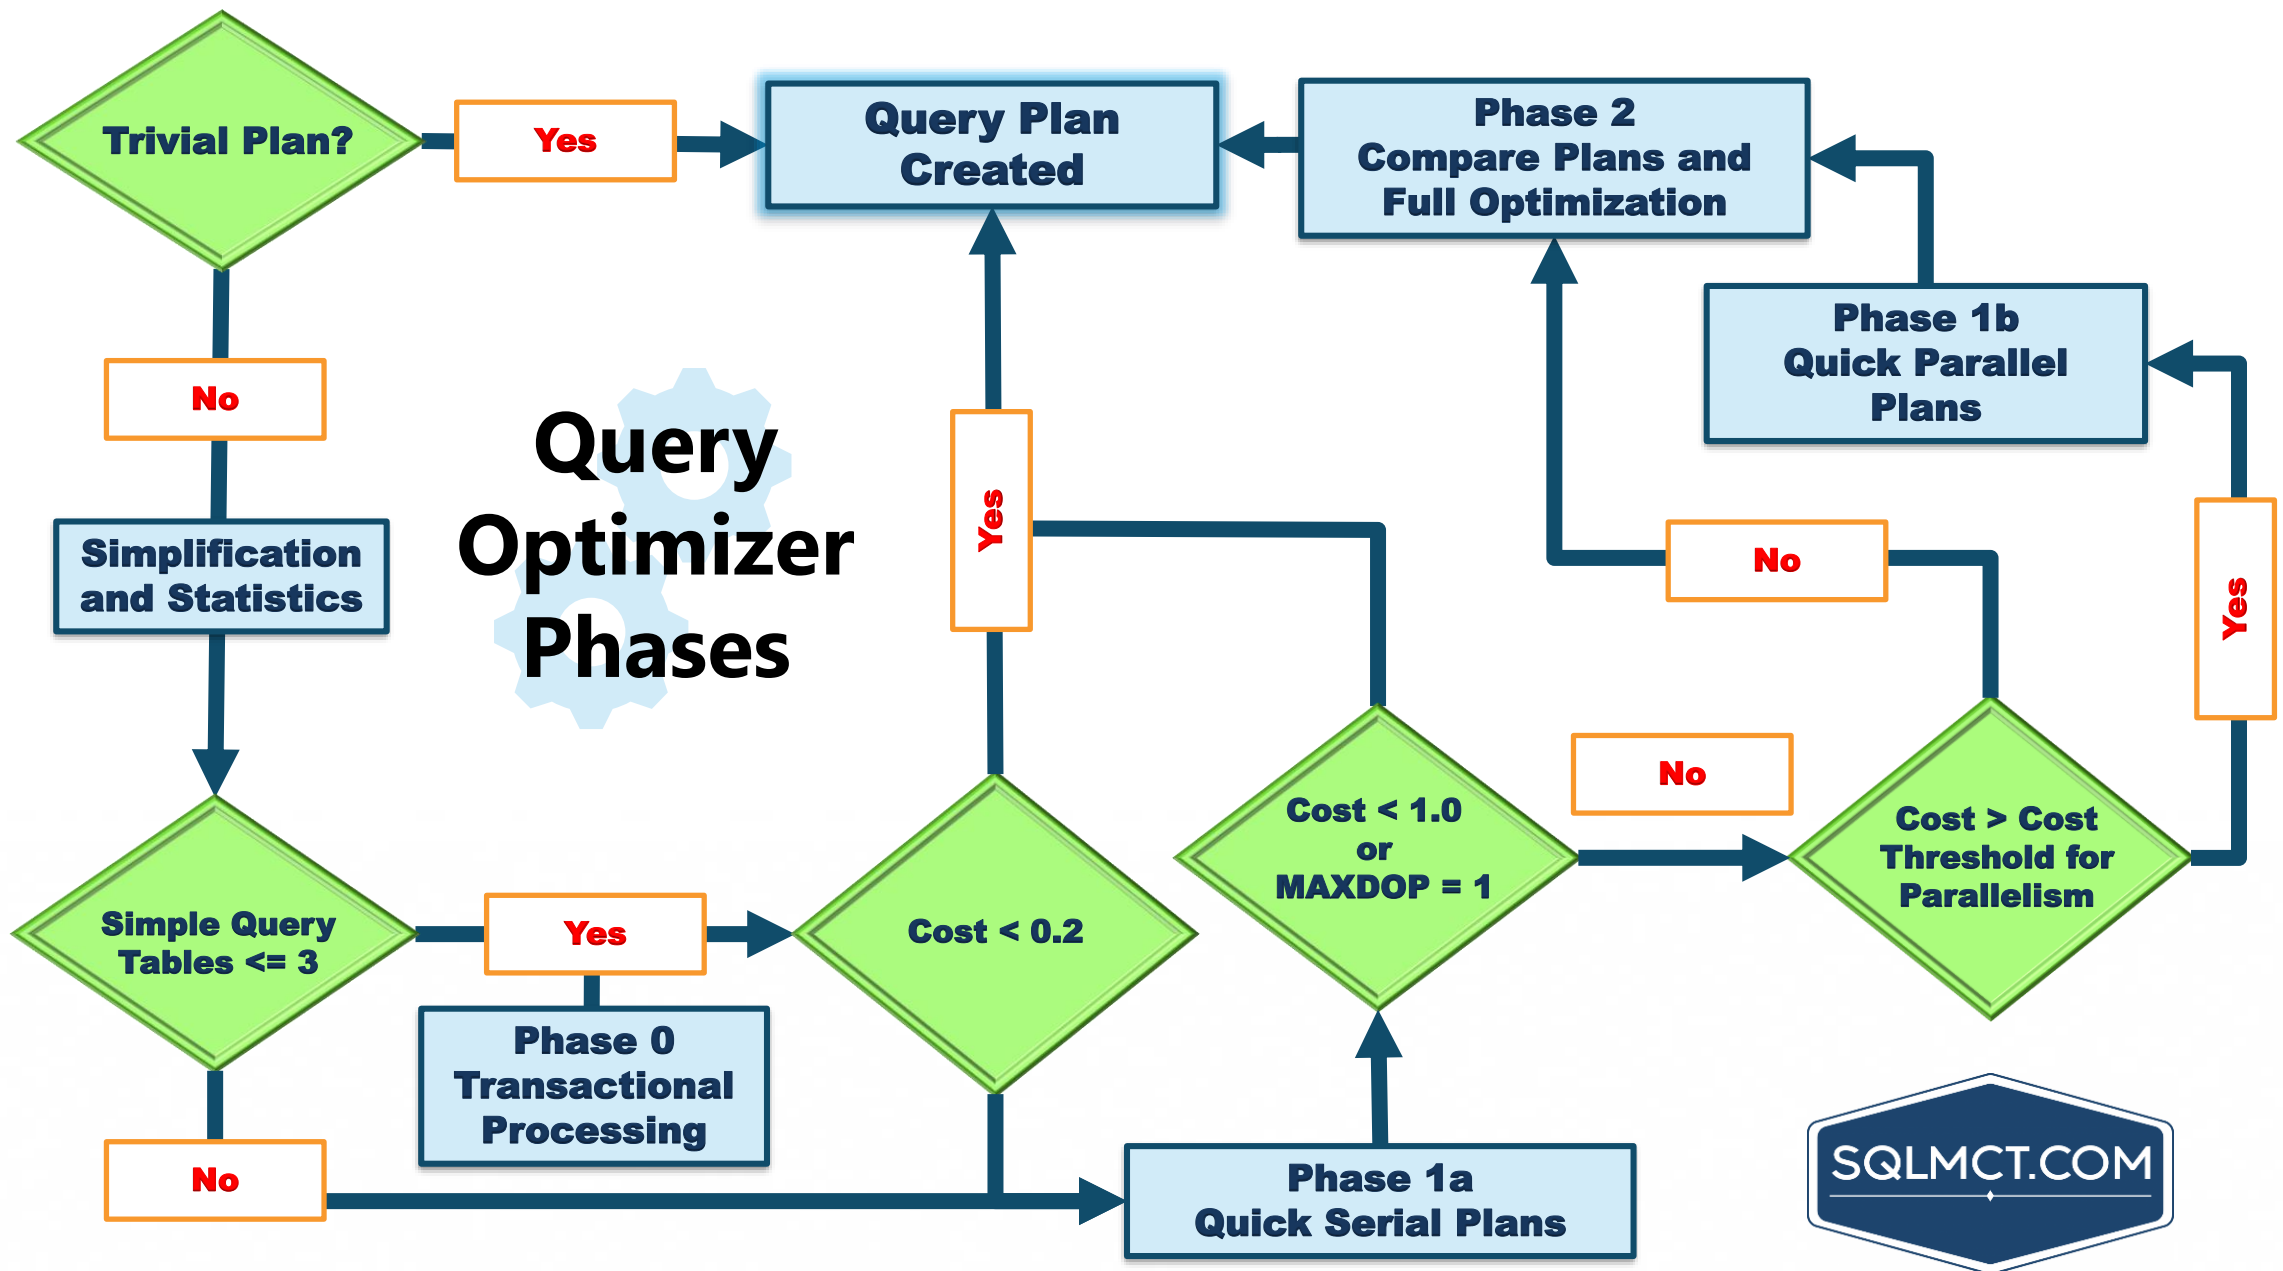 Trivial Plan?
Yes
Query Plan
Created
Phase 2
Compare Plans and
Full Optimization
No
Phase 1b
Quick Parallel
Plans
Query
Optimizer
Phases
Yes
No
Yes
Simplification
and Statistics
No
Cost < 1.0
or
MAXDOP = 1
Cost > Cost
Threshold for
Parallelism
Simple Query
Tables <= 3
Yes
Cost < 0.2
Phase 0
Transactional
Processing
No
Phase 1a
Quick Serial Plans
SQLMCT.COM